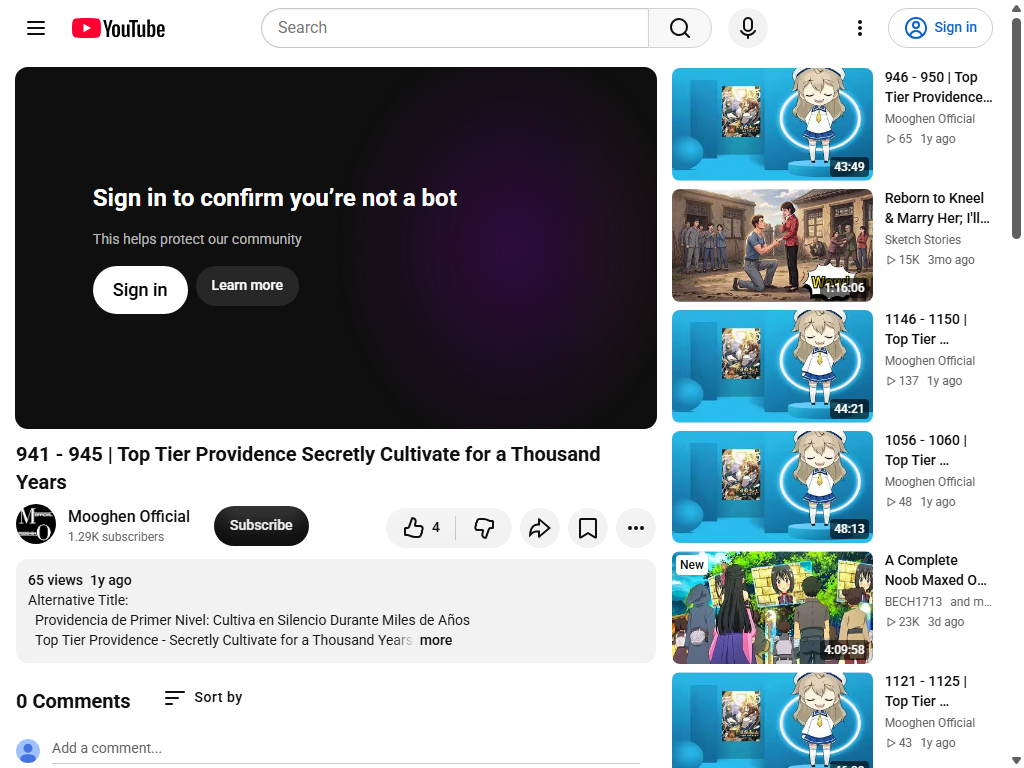 YouTube
Search
Sign in
Sign in to confirm you’re not a bot
This helps protect our community
Sign in
Learn more
941 - 945 | Top Tier Providence Secretly Cultivate for a Thousand
Years
Mooghen Official
1.29K subscribers
Subscribe
4
65 views 1y ago
Alternative Title:
Providencia de Primer Nivel: Cultiva en Silencio Durante Miles de Años
Top Tier Providence - Secretly Cultivate for a Thousand Years more
0 Comments
Sort by
Add a comment...
43:49
946 - 950 | Top
Tier Providence...
Mooghen Official
65 1y ago
1:16:06
Reborn to Kneel
& Marry Her; I'll...
Sketch Stories
15K 3mo ago
44:21
1146 - 1150 |
Top Tier ...
Mooghen Official
137 1y ago
48:13
1056 - 1060 |
Top Tier ...
Mooghen Official
48 1y ago
New
4:09:58
A Complete
Noob Maxed O...
BECH1713 and m...
23K 3d ago
1121 - 1125 |
Top Tier ...
Mooghen Official
43 1y ago